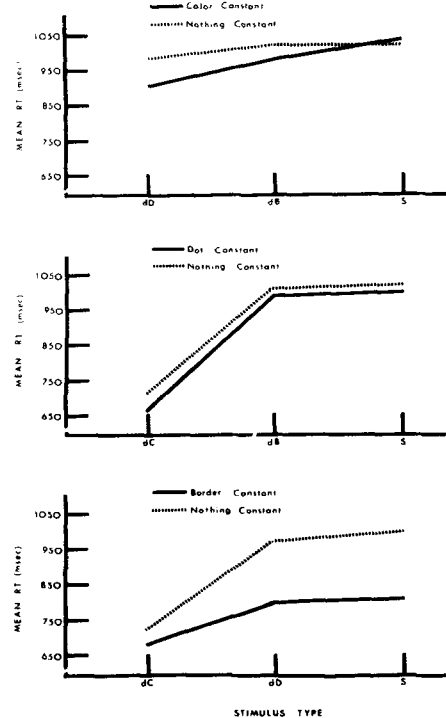 Color Constant
Nothing Constant
1050
950
850
750
650
MEAN RT (msec)
dD dB S
Dot Constant
Nothing Constant
1050
950
850
750
650
MEAN RT (msec)
dC dB S
Border Constant
Nothing Constant
1050
950
850
750
650
MEAN RT (msec)
dC dD S
STIMULUS TYPE